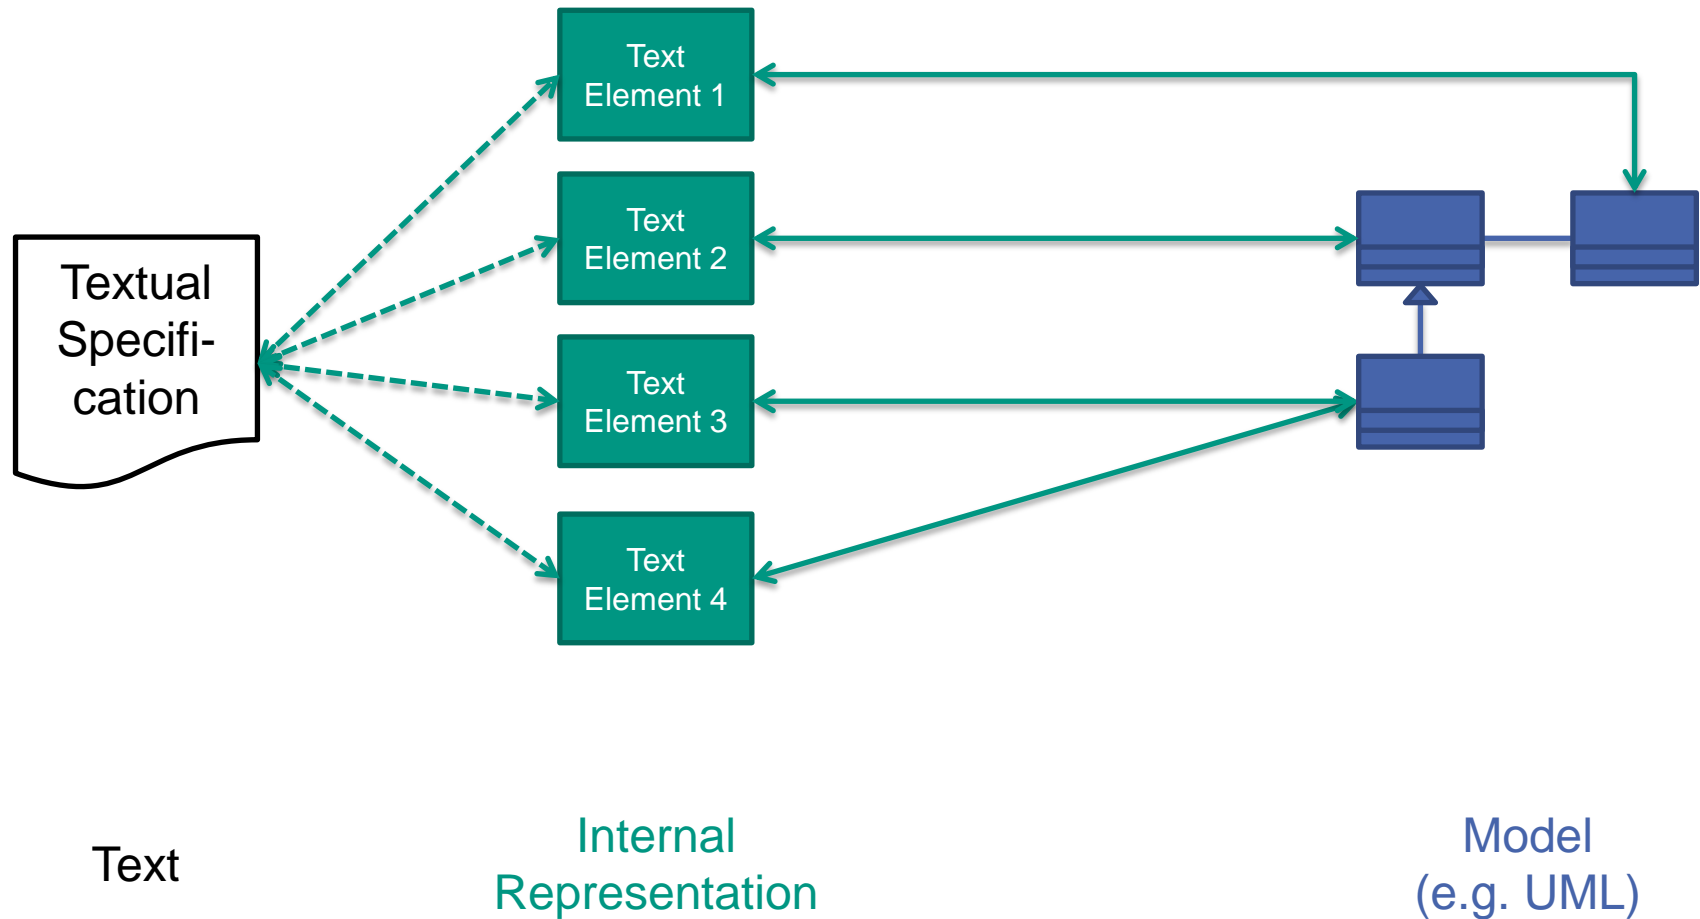 Textual
Specifi-
cation
Text
Element 1
Text
Element 2
Text
Element 3
Text
Element 4
Text
Internal
Representation
Model
(e.g. UML)